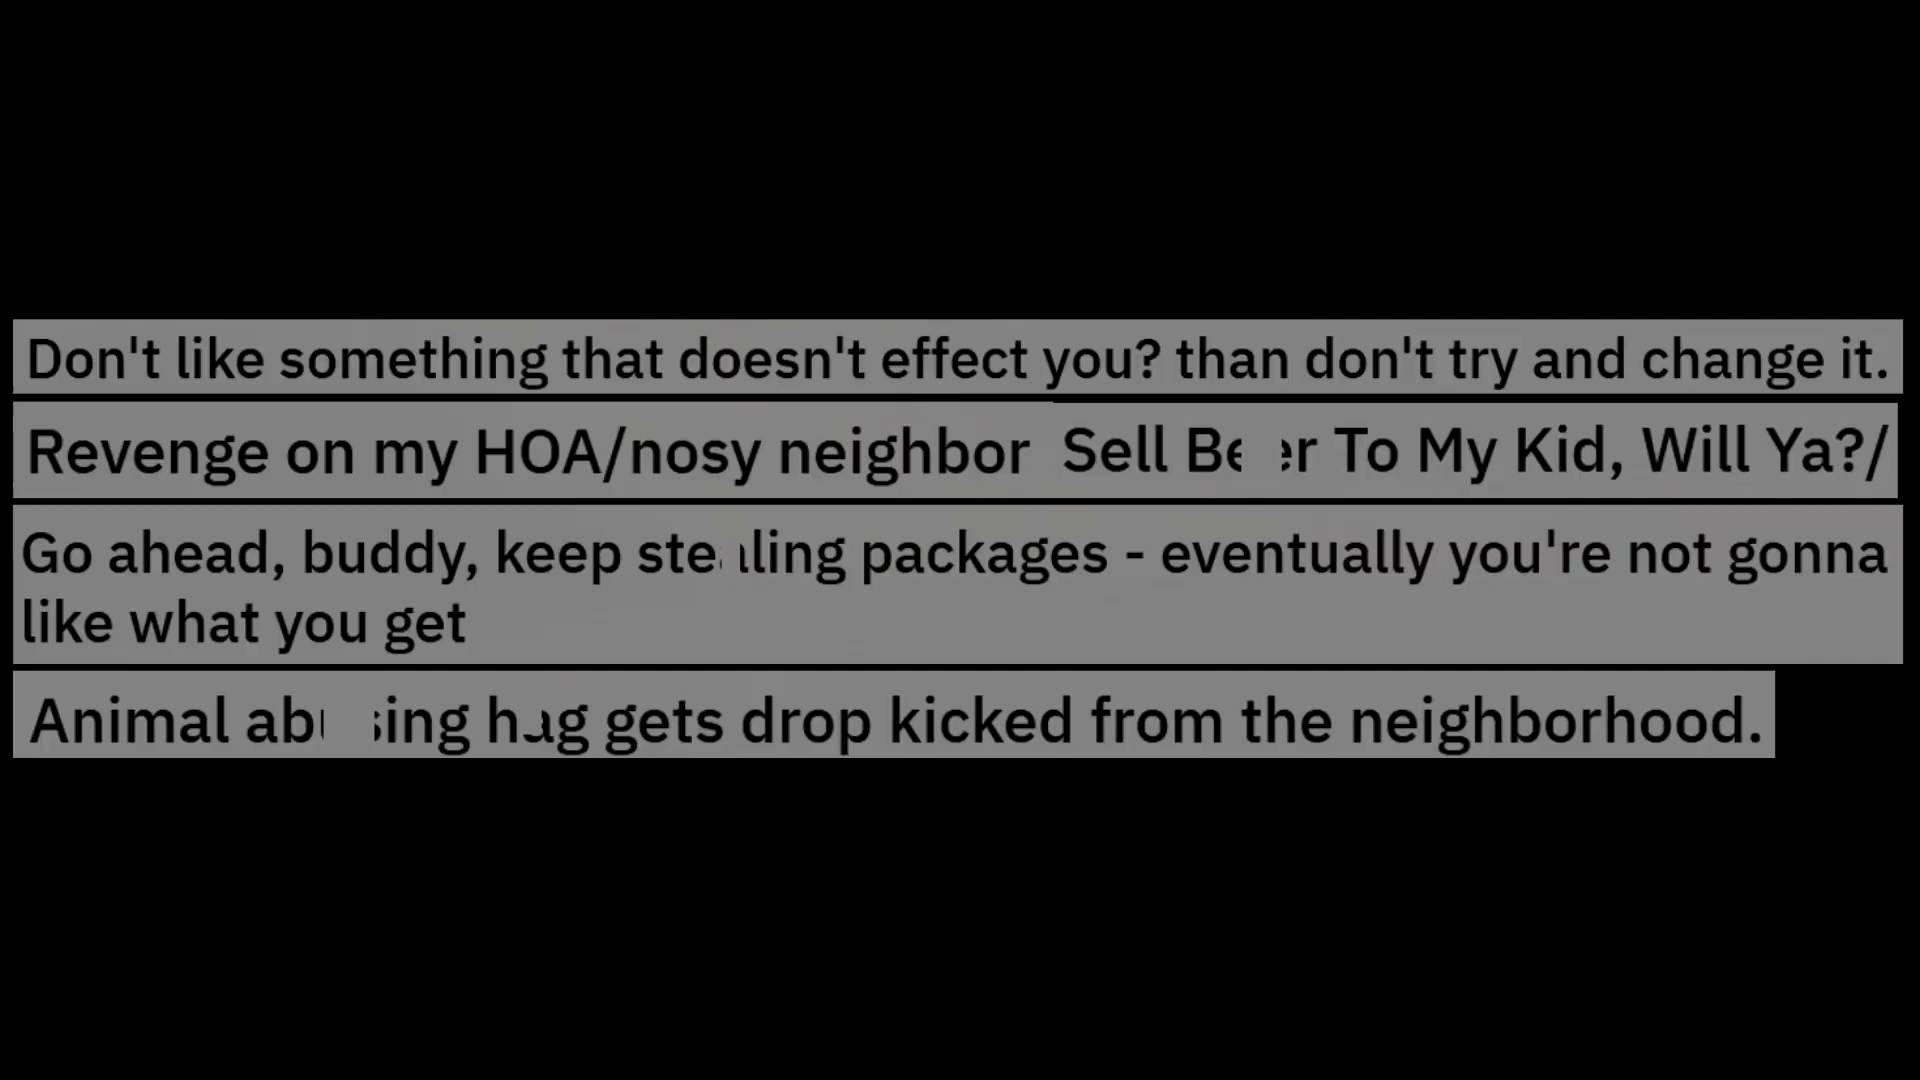 Don't like something that doesn't effect you? than don't try and change it.
Revenge on my HOA/nosy neighbor Sell Beer To My Kid, Will Ya?/
Go ahead, buddy, keep stealing packages - eventually you're not gonna
like what you get
Animal abusing hag gets drop kicked from the neighborhood.